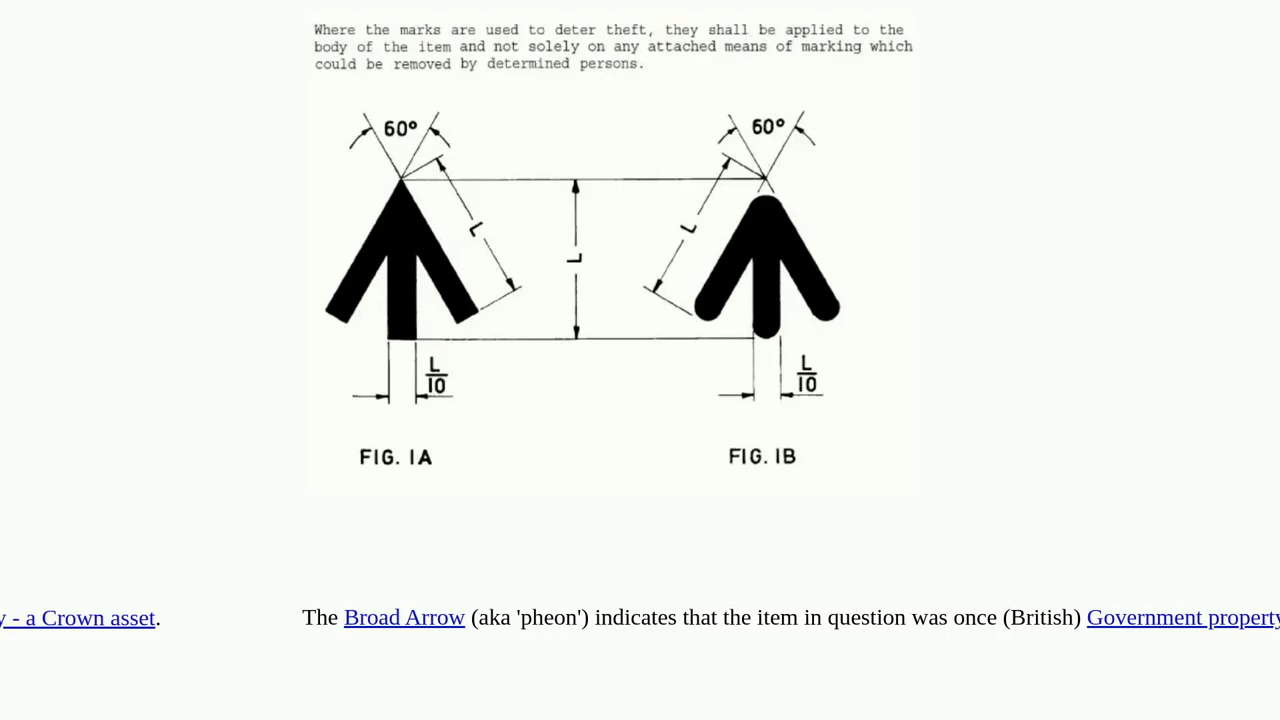 Where the marks are used to deter theft, they shall be applied to the
body of the item and not solely on any attached means of marking which
could be removed by determined persons.
60° 60°
L L L
L/10 L/10
FIG. 1A FIG. 1B
y - a Crown asset. The Broad Arrow (aka 'pheon') indicates that the item in question was once (British) Government property